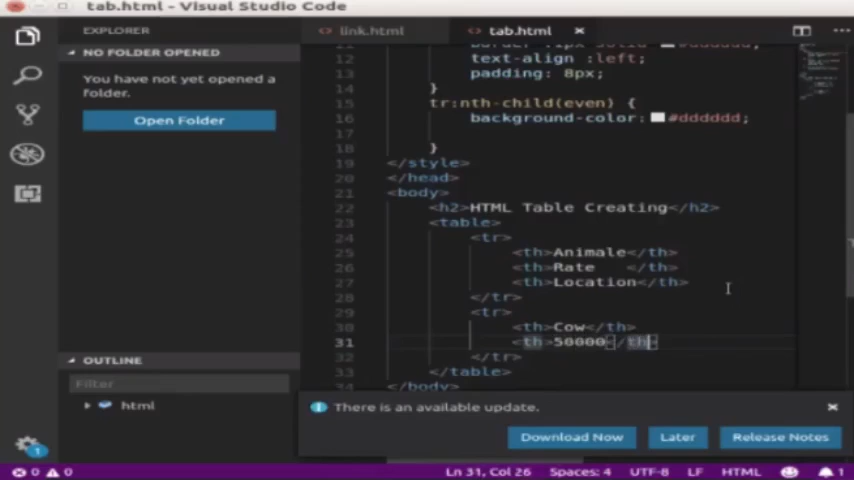 tab.html - Visual Studio Code
EXPLORER
link.html
tab.html
NO FOLDER OPENED
You have not yet opened a
folder.
Open Folder
12 text-align :left;
13 padding: 8px;
14 }
15 tr:nth-child(even) {
16 background-color: #dddddd;
17
18 }
19 </style>
20 </head>
21 <body>
22 <h2>HTML Table Creating</h2>
23 <table>
24 <tr>
25 <th>Animale</th>
26 <th>Rate </th>
27 <th>Location</th>
28 </tr>
29 <tr>
30 <th>Cow</th>
31 <th>50000</th>
32 </tr>
33 </table>
34 </body>
OUTLINE
Filter
html
There is an available update.
Download Now
Later
Release Notes
1
0 0
Ln 31, Col 26
Spaces: 4
UTF-8
LF
HTML
1